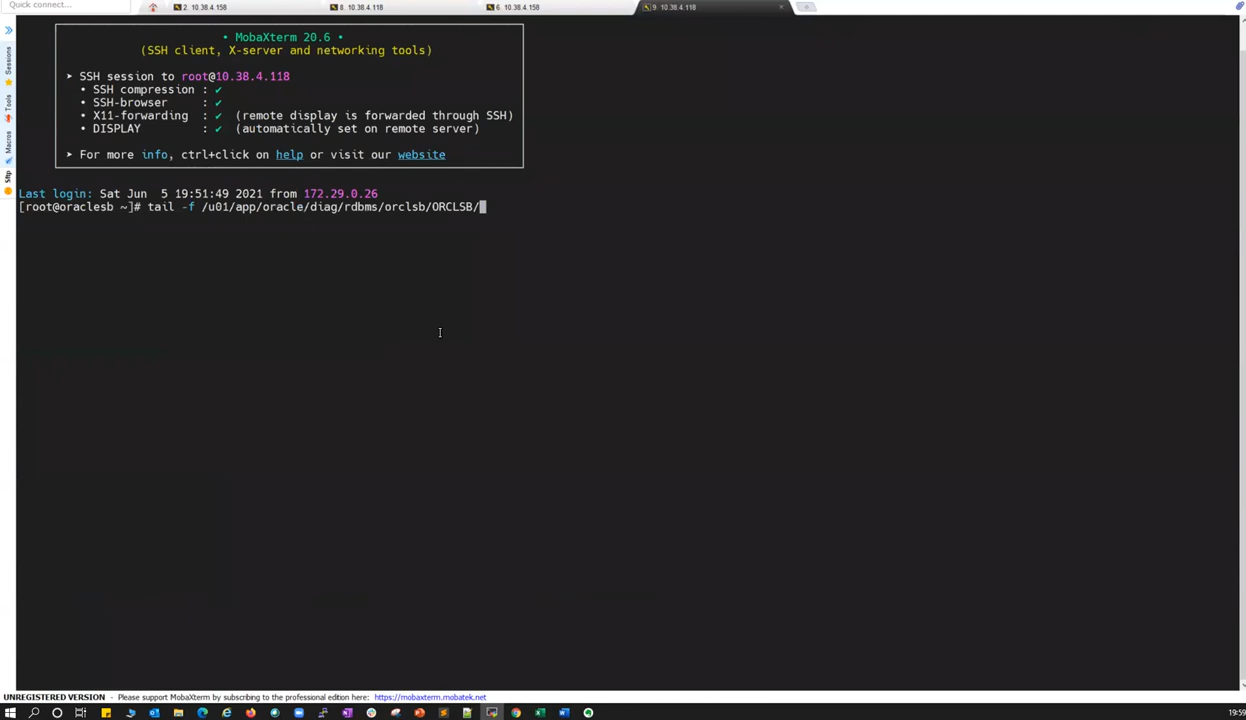 Quick connect...
2. 10.38.4.158
8. 10.38.4.118
6. 10.38.4.158
9. 10.38.4.118
Sessions
Tools
Macros
Sftp
• MobaXterm 20.6 •
(SSH client, X-server and networking tools)
➤ SSH session to root@10.38.4.118
• SSH compression : ✔
• SSH-browser : ✔
• X11-forwarding : ✔ (remote display is forwarded through SSH)
• DISPLAY : ✔ (automatically set on remote server)
➤ For more info, ctrl+click on help or visit our website
Last login: Sat Jun 5 19:51:49 2021 from 172.29.0.26
[root@oraclesb ~]# tail -f /u01/app/oracle/diag/rdbms/orclsb/ORCLSB/
UNREGISTERED VERSION - Please support MobaXterm by subscribing to the professional edition here: https://mobaxterm.mobatek.net
19:59